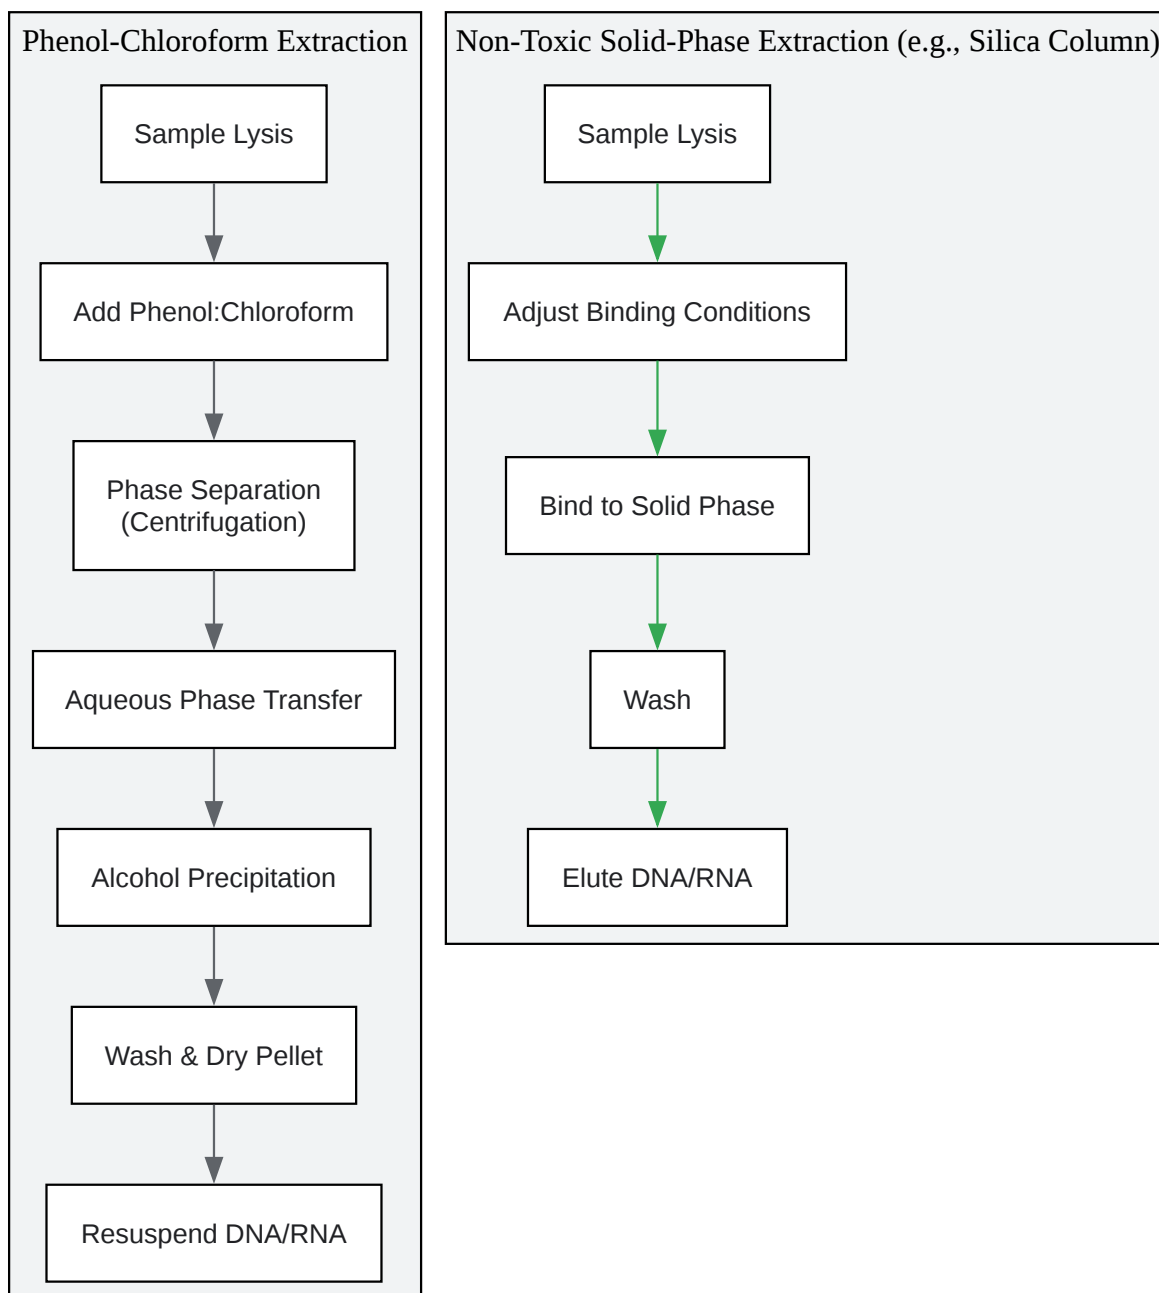 Phenol-Chloroform Extraction
Sample Lysis
Add Phenol:Chloroform
Phase Separation
(Centrifugation)
Aqueous Phase Transfer
Alcohol Precipitation
Wash & Dry Pellet
Resuspend DNA/RNA
Non-Toxic Solid-Phase Extraction (e.g., Silica Column)
Sample Lysis
Adjust Binding Conditions
Bind to Solid Phase
Wash
Elute DNA/RNA